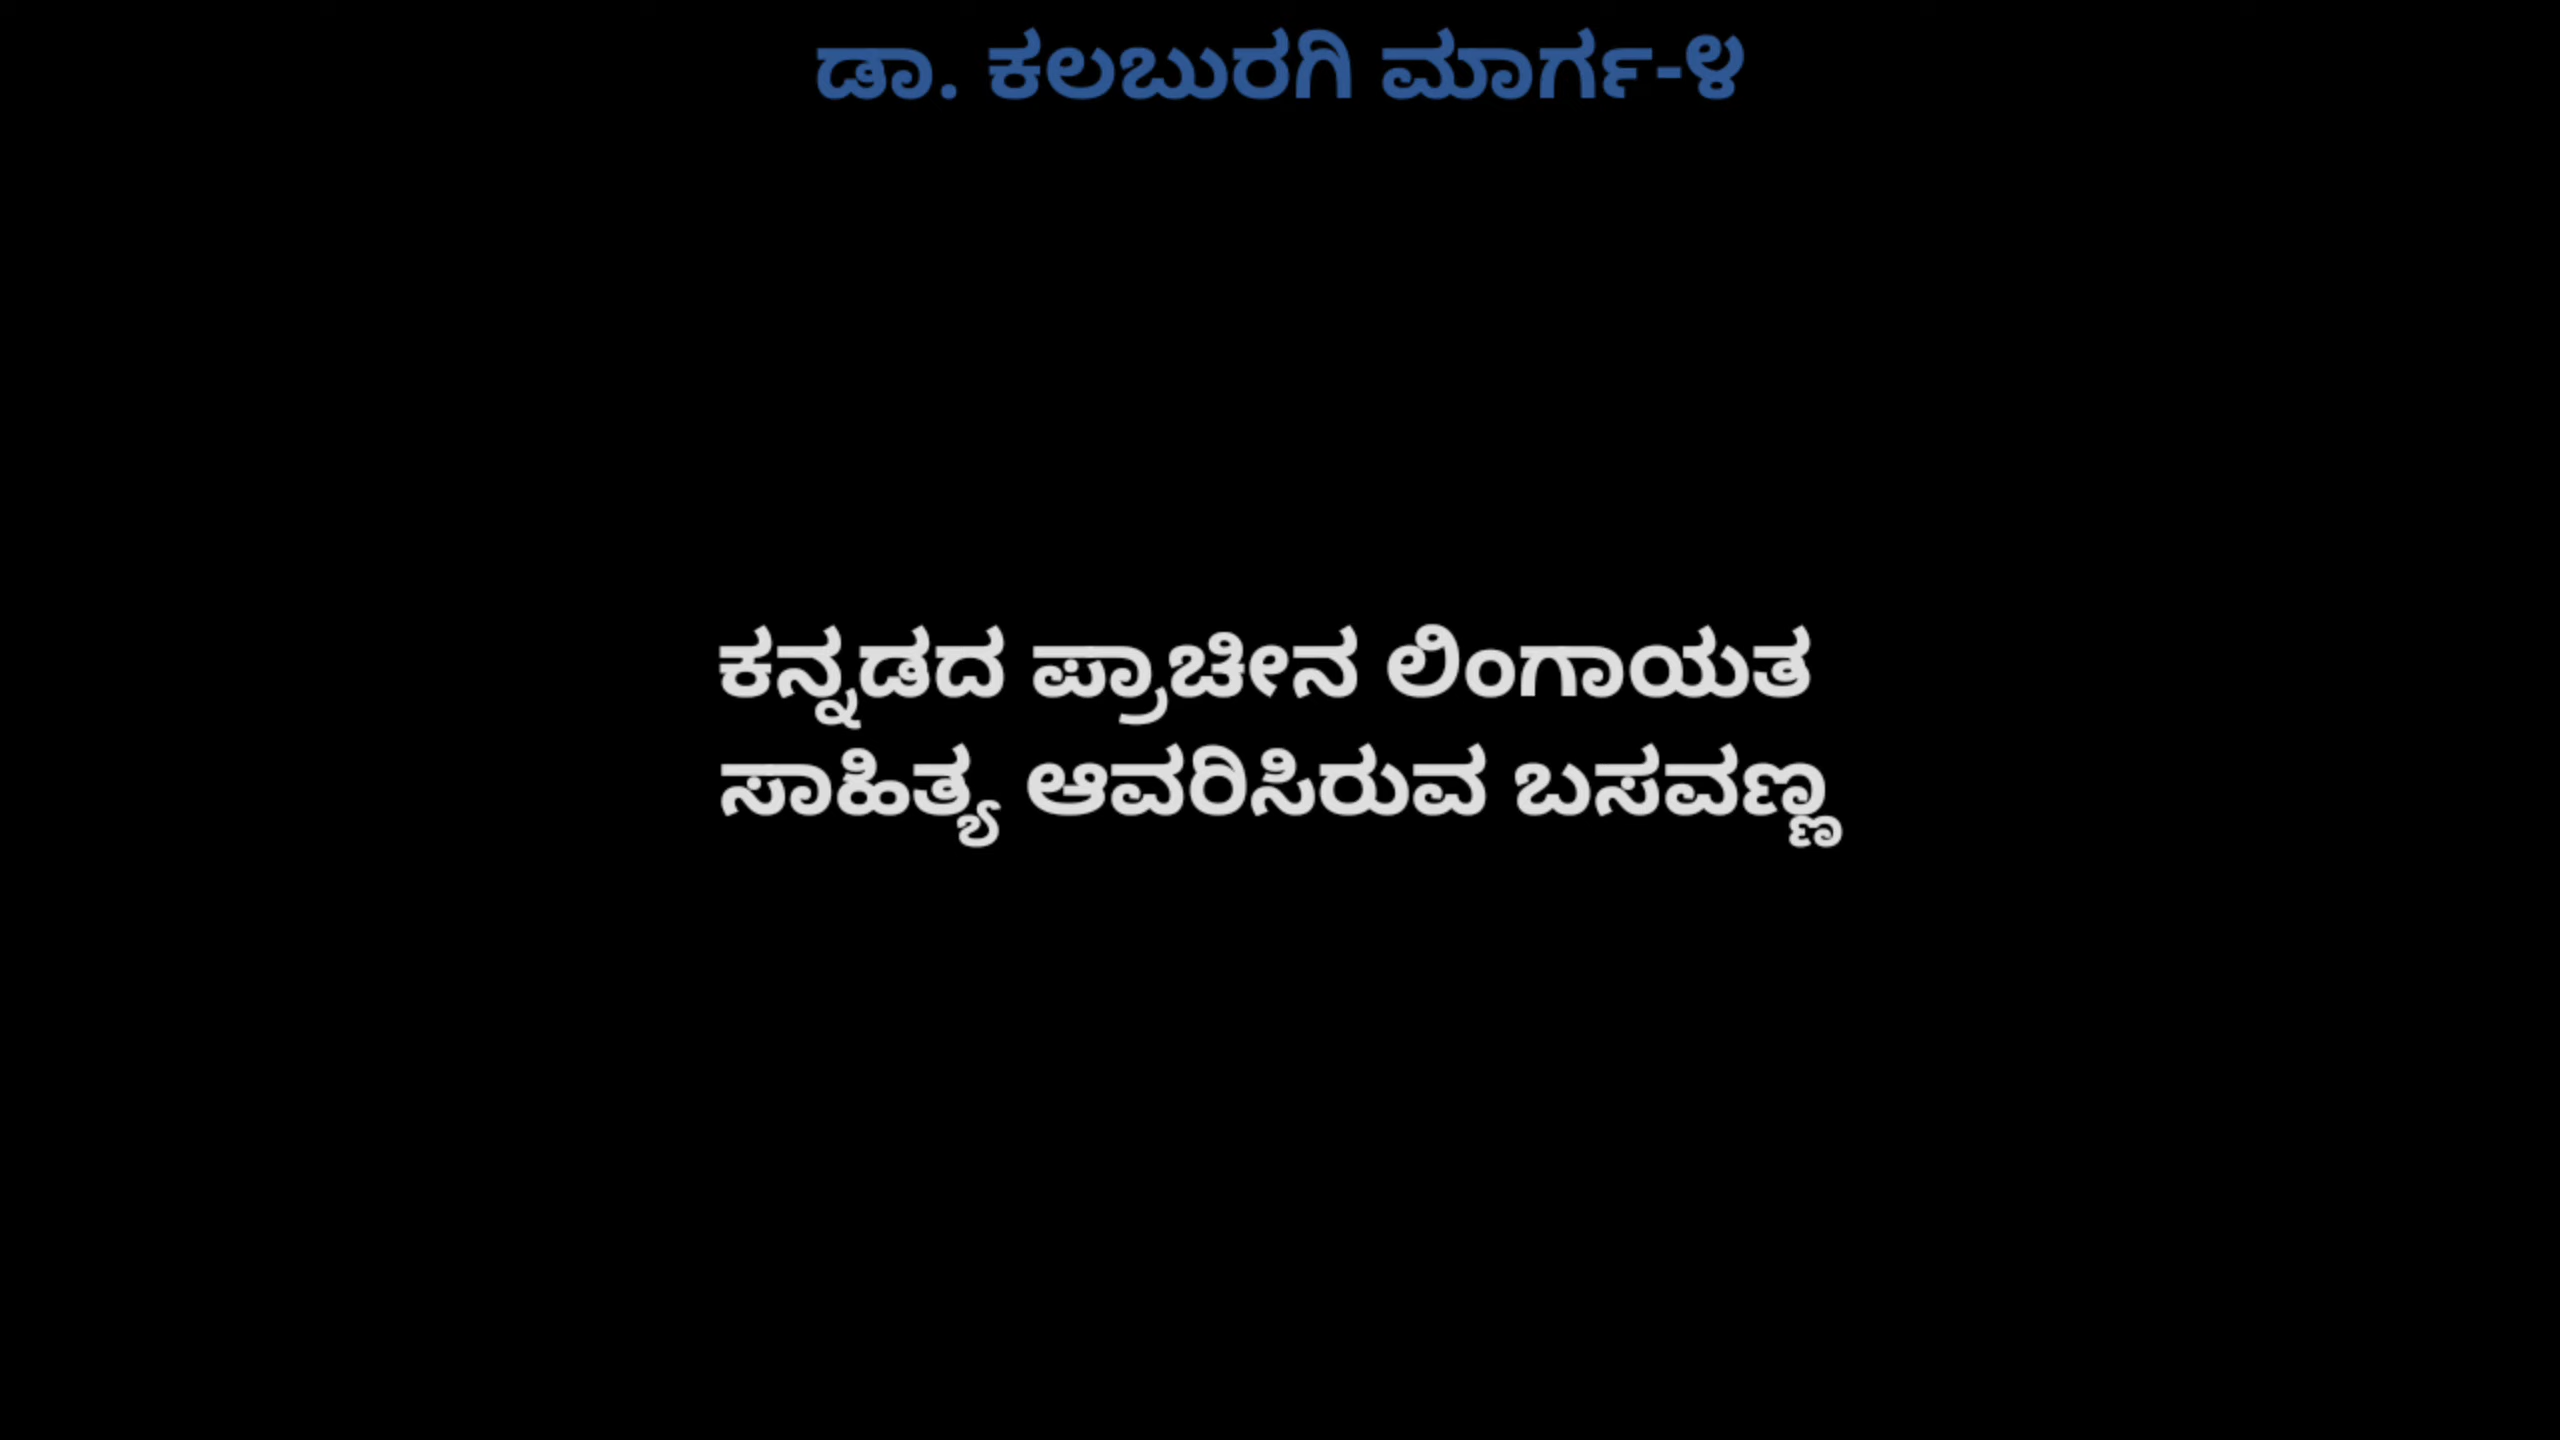 ಡಾ. ಕಲಬುರಗಿ ಮಾರ್ಗ-೪
ಕನ್ನಡದ ಪ್ರಾಚೀನ ಲಿಂಗಾಯತ
ಸಾಹಿತ್ಯ ಆವರಿಸಿರುವ ಬಸವಣ್ಣ